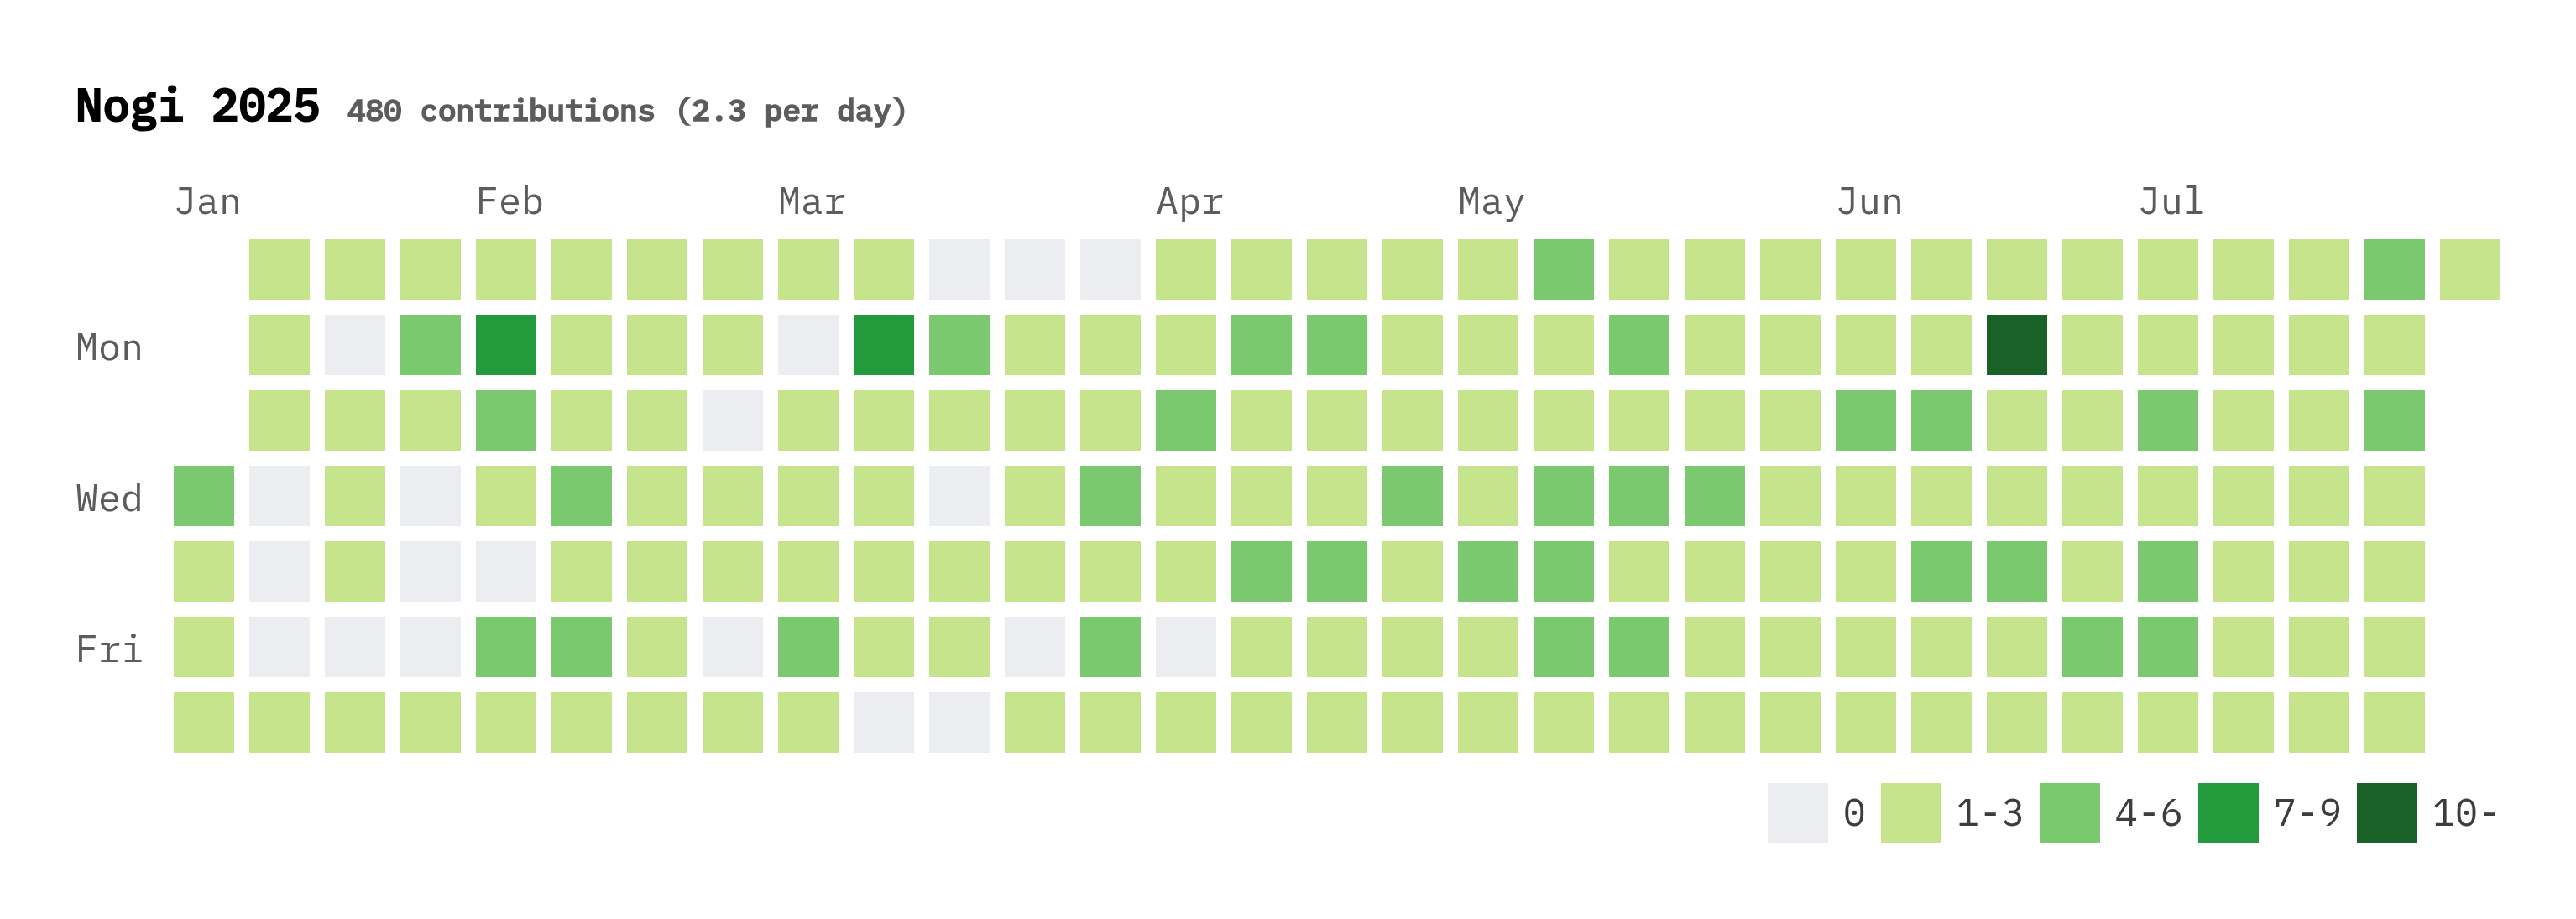 Nogi 2025 480 contributions (2.3 per day)
Jan Feb Mar Apr May Jun Jul
Mon
Wed
Fri
0 1-3 4-6 7-9 10-